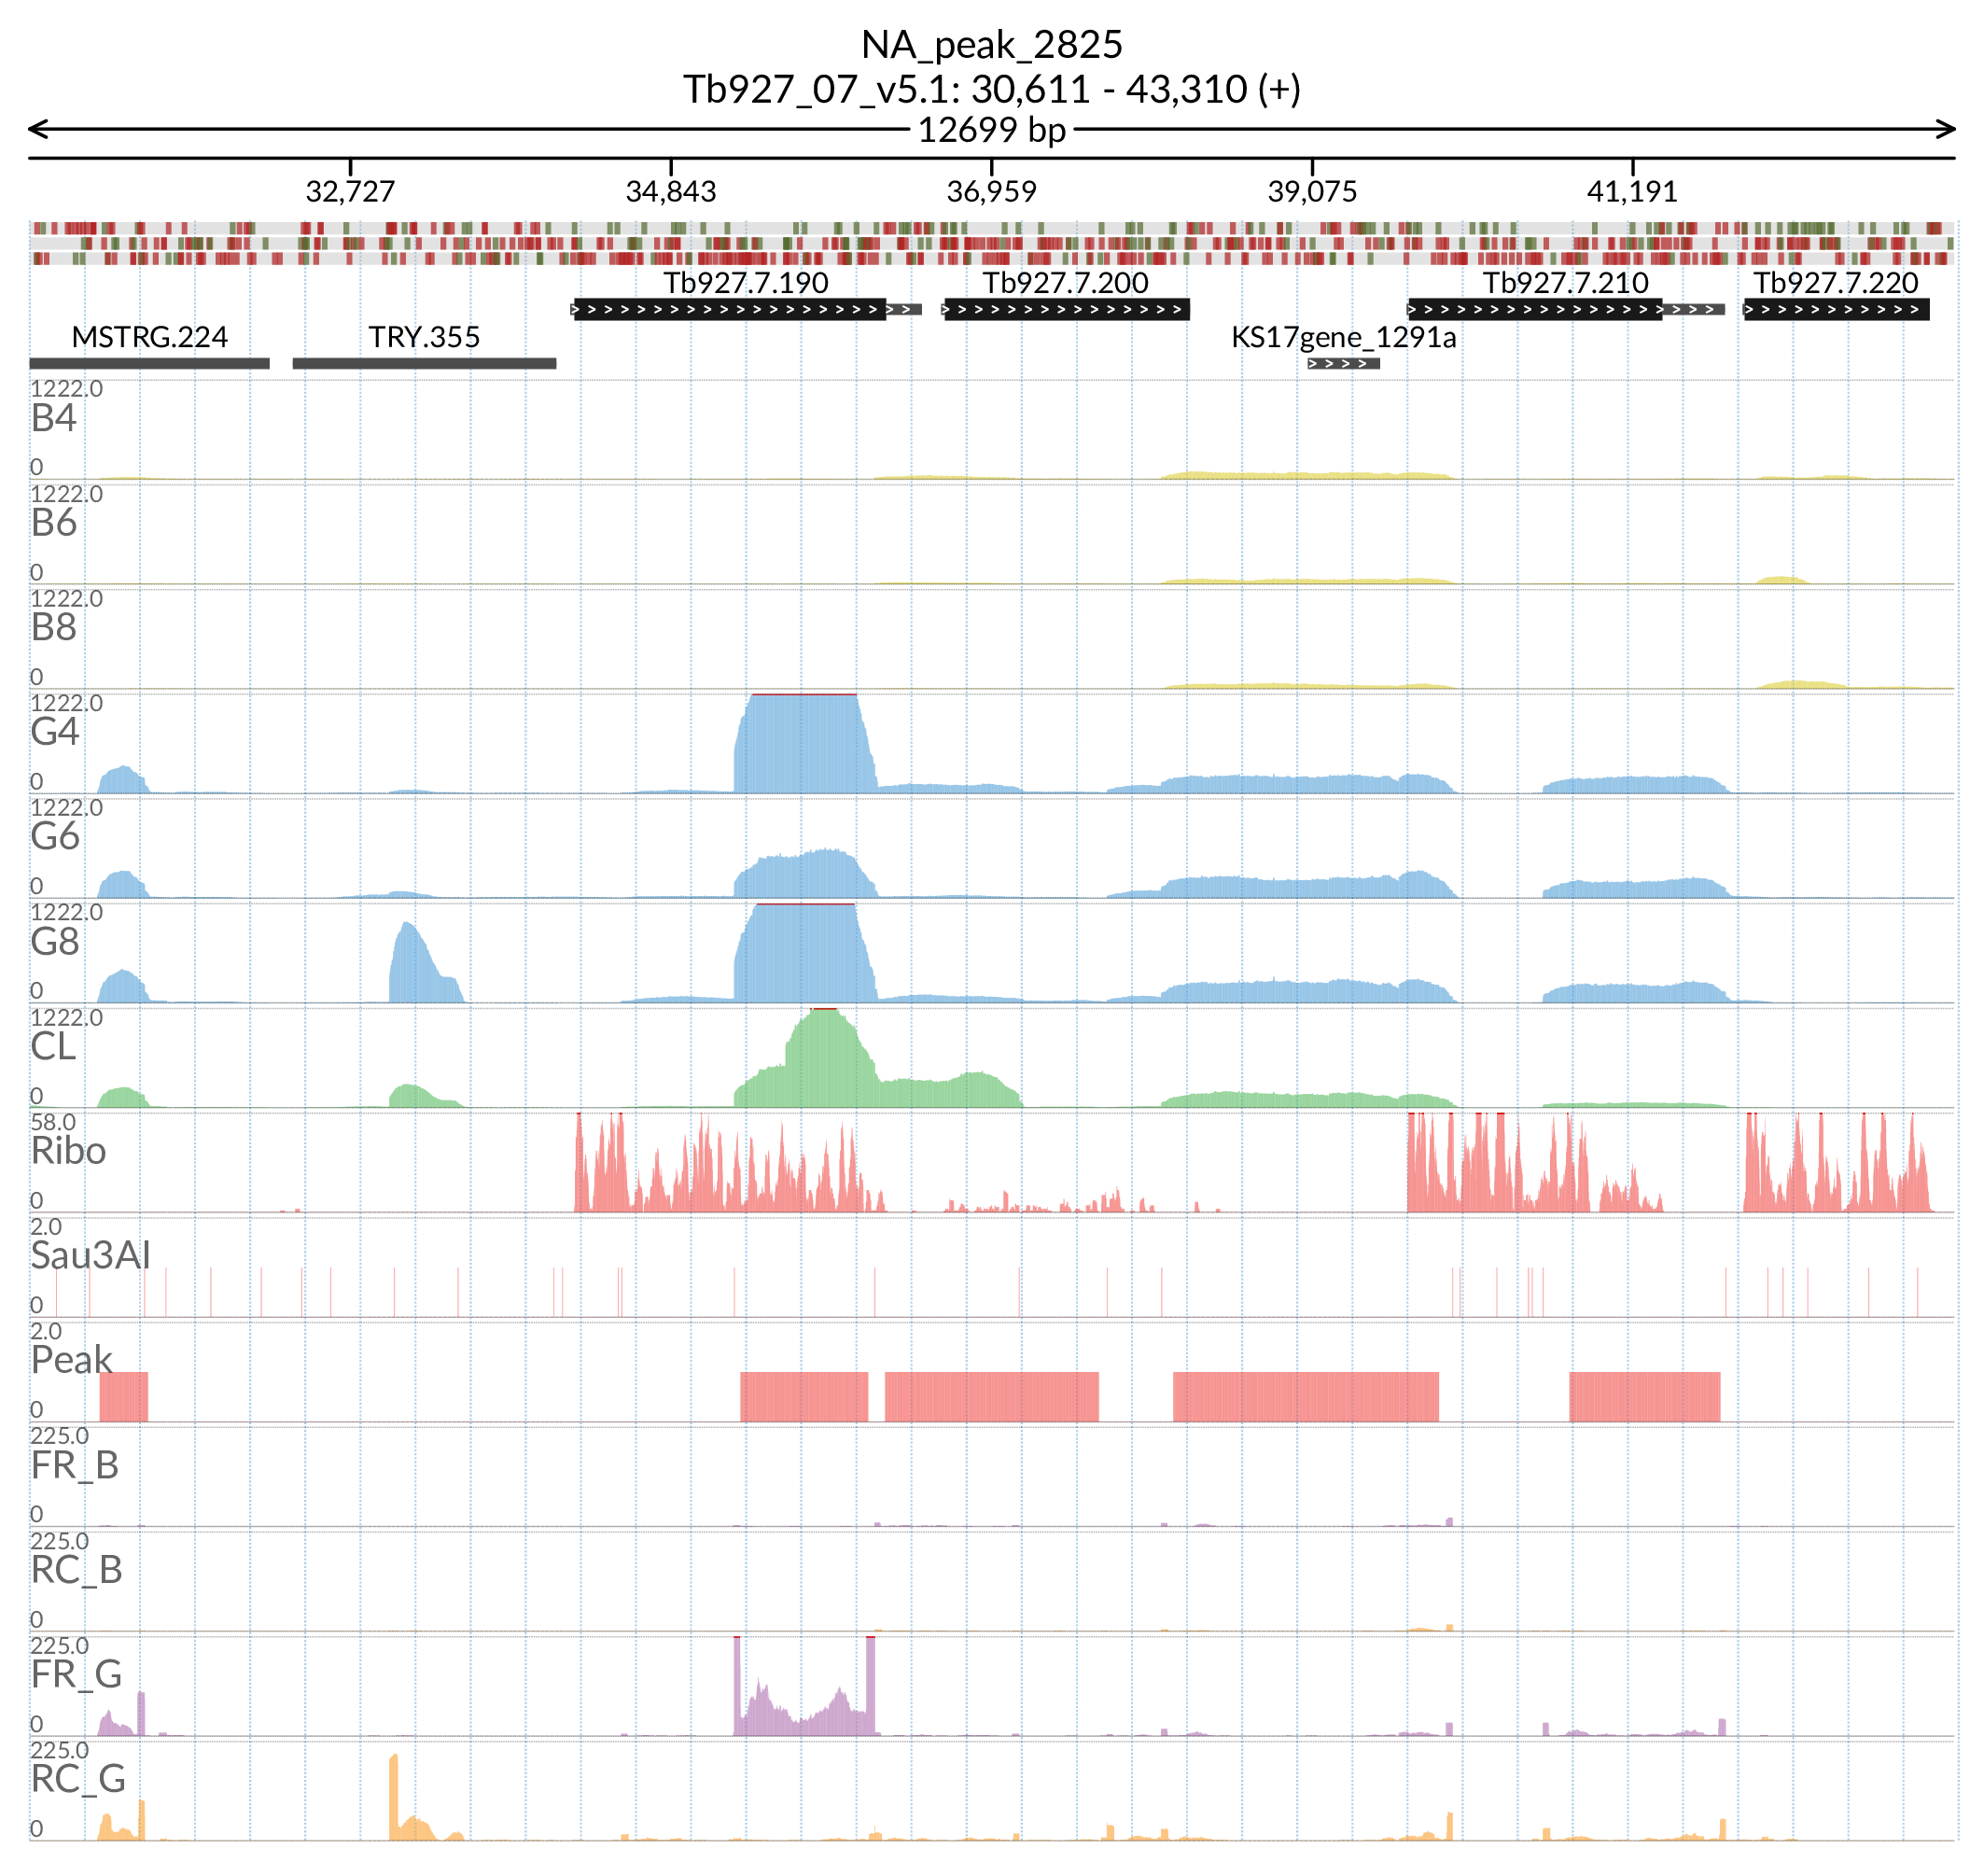 NA_peak_2825
Tb927_07_v5.1: 30,611 - 43,310 (+)
12699 bp
32,727 34,843 36,959 39,075 41,191
Tb927.7.190 Tb927.7.200 Tb927.7.210 Tb927.7.220
MSTRG.224 TRY.355 KS17gene_1291a
1222.0
B4
0
1222.0
B6
0
1222.0
B8
0
1222.0
G4
0
1222.0
G6
0
1222.0
G8
0
1222.0
CL
0
58.0
Ribo
0
2.0
Sau3AI
0
2.0
Peak
0
225.0
FR_B
0
225.0
RC_B
0
225.0
FR_G
0
225.0
RC_G
0